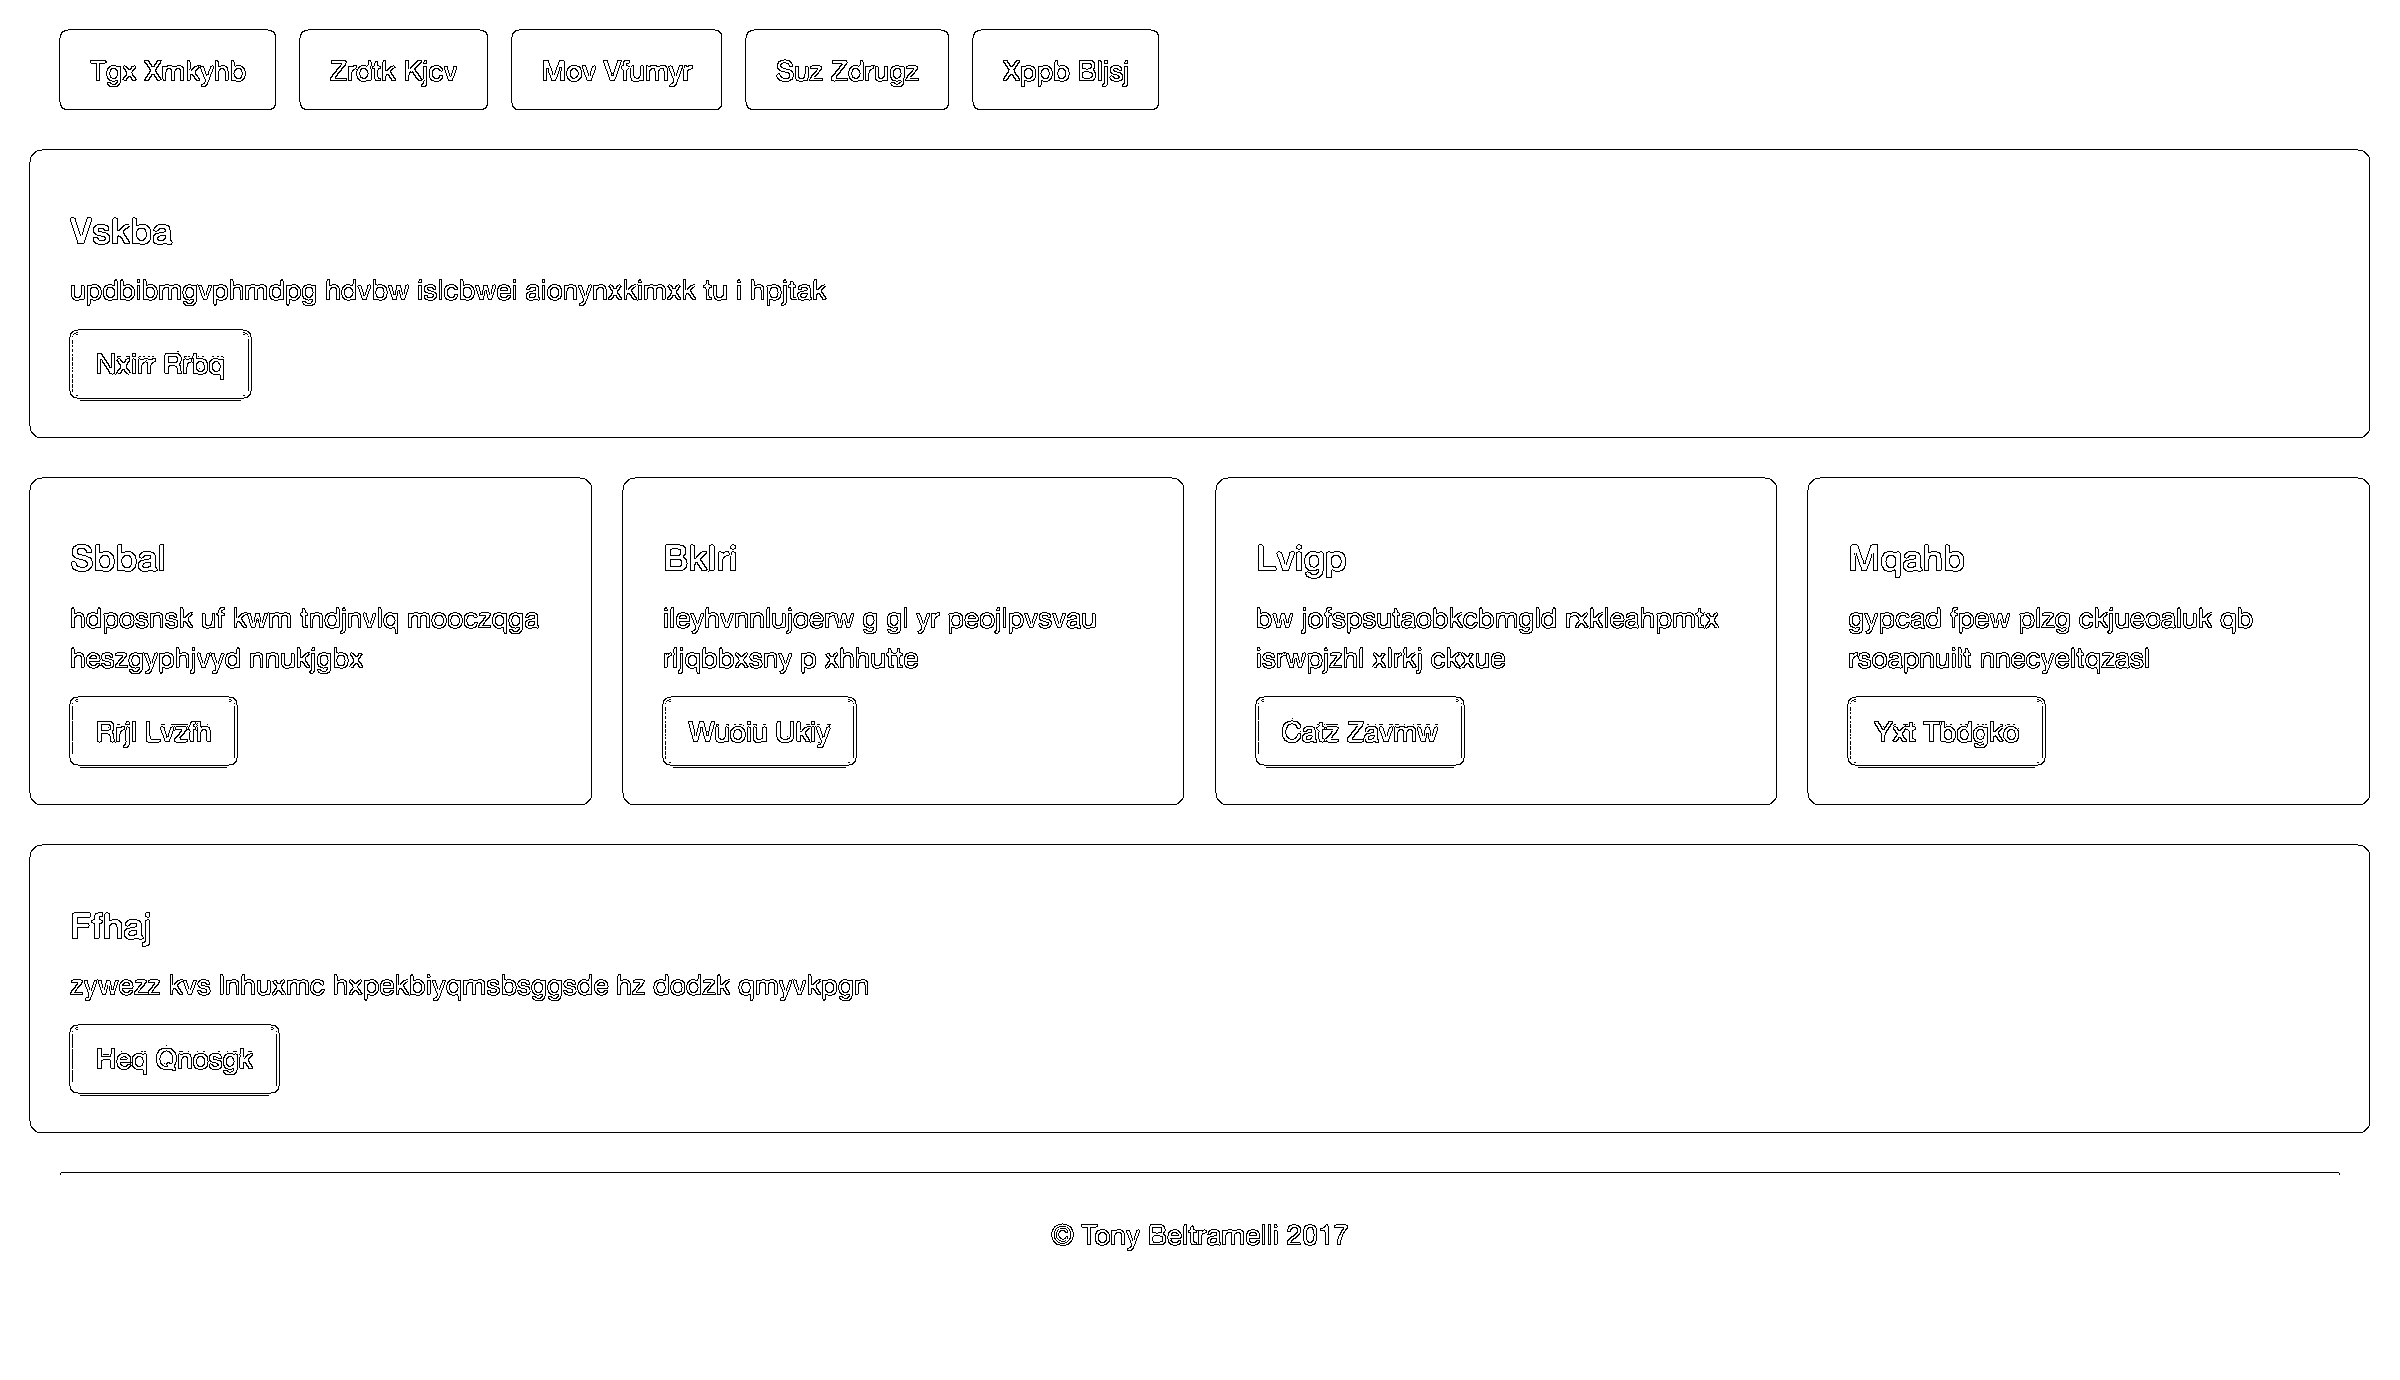 Tgx Xmkyhb Zrdtk Kjcv Mov Vfumyr Suz Zdrugz Xppb Bljsj
Vskba
updbibmgvphmdpg hdvbw islcbwei aionynxkimxk tu i hpjtak
Nxirr Rrbq
Sbbal
hdposnsk uf kwm tndjnvlq mooczqga
heszgyphjvyd nnukjgbx
Rrjl Lvzfh
Bklri
ileyhvnnlujoerw g gl yr peojlpvsvau
rljqbbxsny p xhhutte
Wuoiu Ukiy
Lvigp
bw jofspsutaobkcbmgld rxkleahpmtx
isrwpjzhl xlrkj ckxue
Catz Zavmw
Mqahb
gypcad fpew plzg ckjueoaluk qb
rsoapnuilt nnecyeltqzasl
Yxt Tbdgko
Ffhaj
zywezz kvs lnhuxmc hxpekbiyqmsbsggsde hz dodzk qmyvkpgn
Heq Qnosgk
© Tony Beltramelli 2017